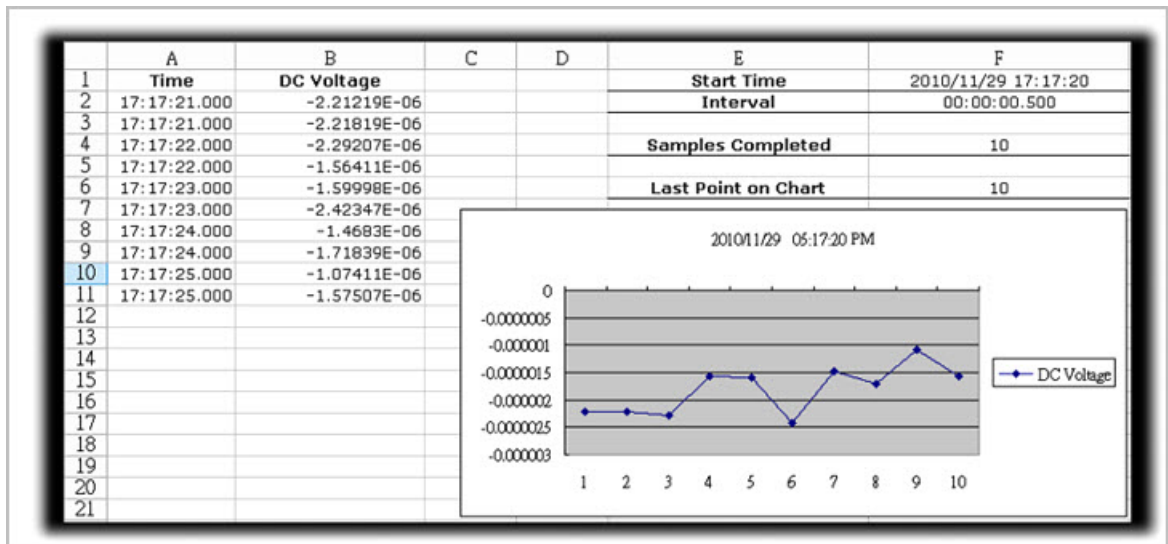 A B C D E F
1 Time DC Voltage Start Time 2010/11/29 17:17:20
2 17:17:21.000 -2.21219E-06 Interval 00:00:00.500
3 17:17:21.000 -2.21819E-06
4 17:17:22.000 -2.29207E-06 Samples Completed 10
5 17:17:22.000 -1.56411E-06
6 17:17:23.000 -1.59998E-06 Last Point on Chart 10
7 17:17:23.000 -2.42347E-06
8 17:17:24.000 -1.4683E-06
9 17:17:24.000 -1.71839E-06
10 17:17:25.000 -1.07411E-06
11 17:17:25.000 -1.57507E-06
12
13
14
15
16
17
18
19
20
21
2010/11/29 05:17:20 PM
0
-0.0000005
-0.000001
-0.0000015
-0.000002
-0.0000025
-0.000003
1 2 3 4 5 6 7 8 9 10
DC Voltage